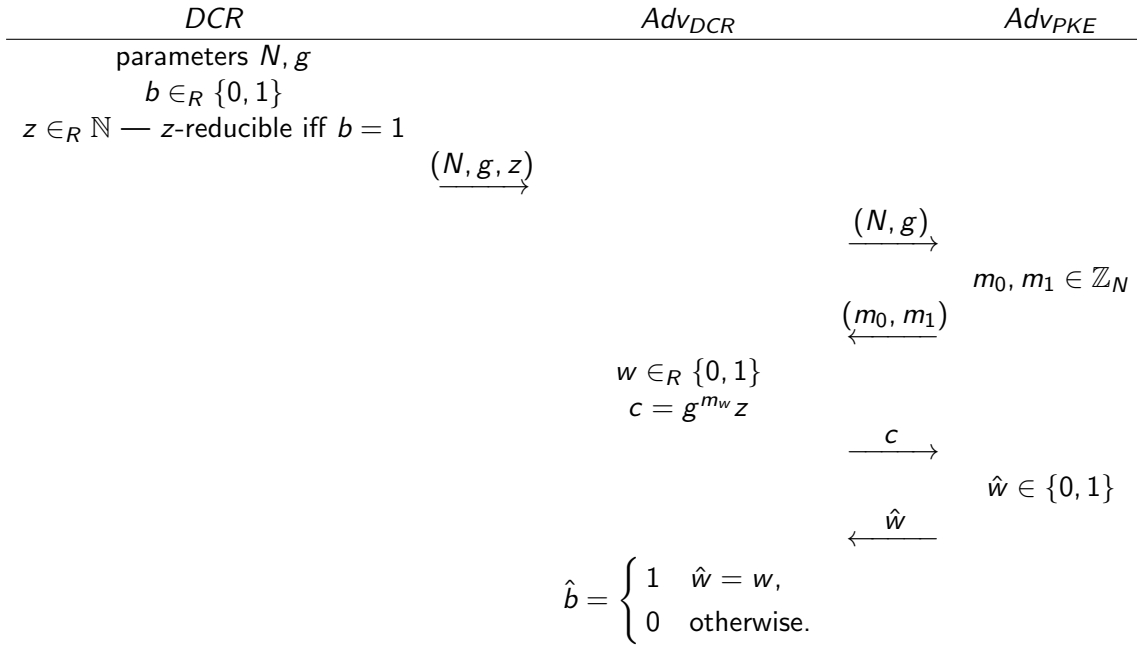 DCR Adv_DCR Adv_PKE
parameters N, g
b ∈_R {0, 1}
z ∈_R ℕ — z-reducible iff b = 1
(N, g, z)
⟶
(N, g)
⟶
m_0, m_1 ∈ ℤ_N
(m_0, m_1)
⟵
w ∈_R {0, 1}
c = g^{m_w} z
c
⟶
ŵ ∈ {0, 1}
ŵ
⟵
b̂ = { 1 ŵ = w,
0 otherwise.